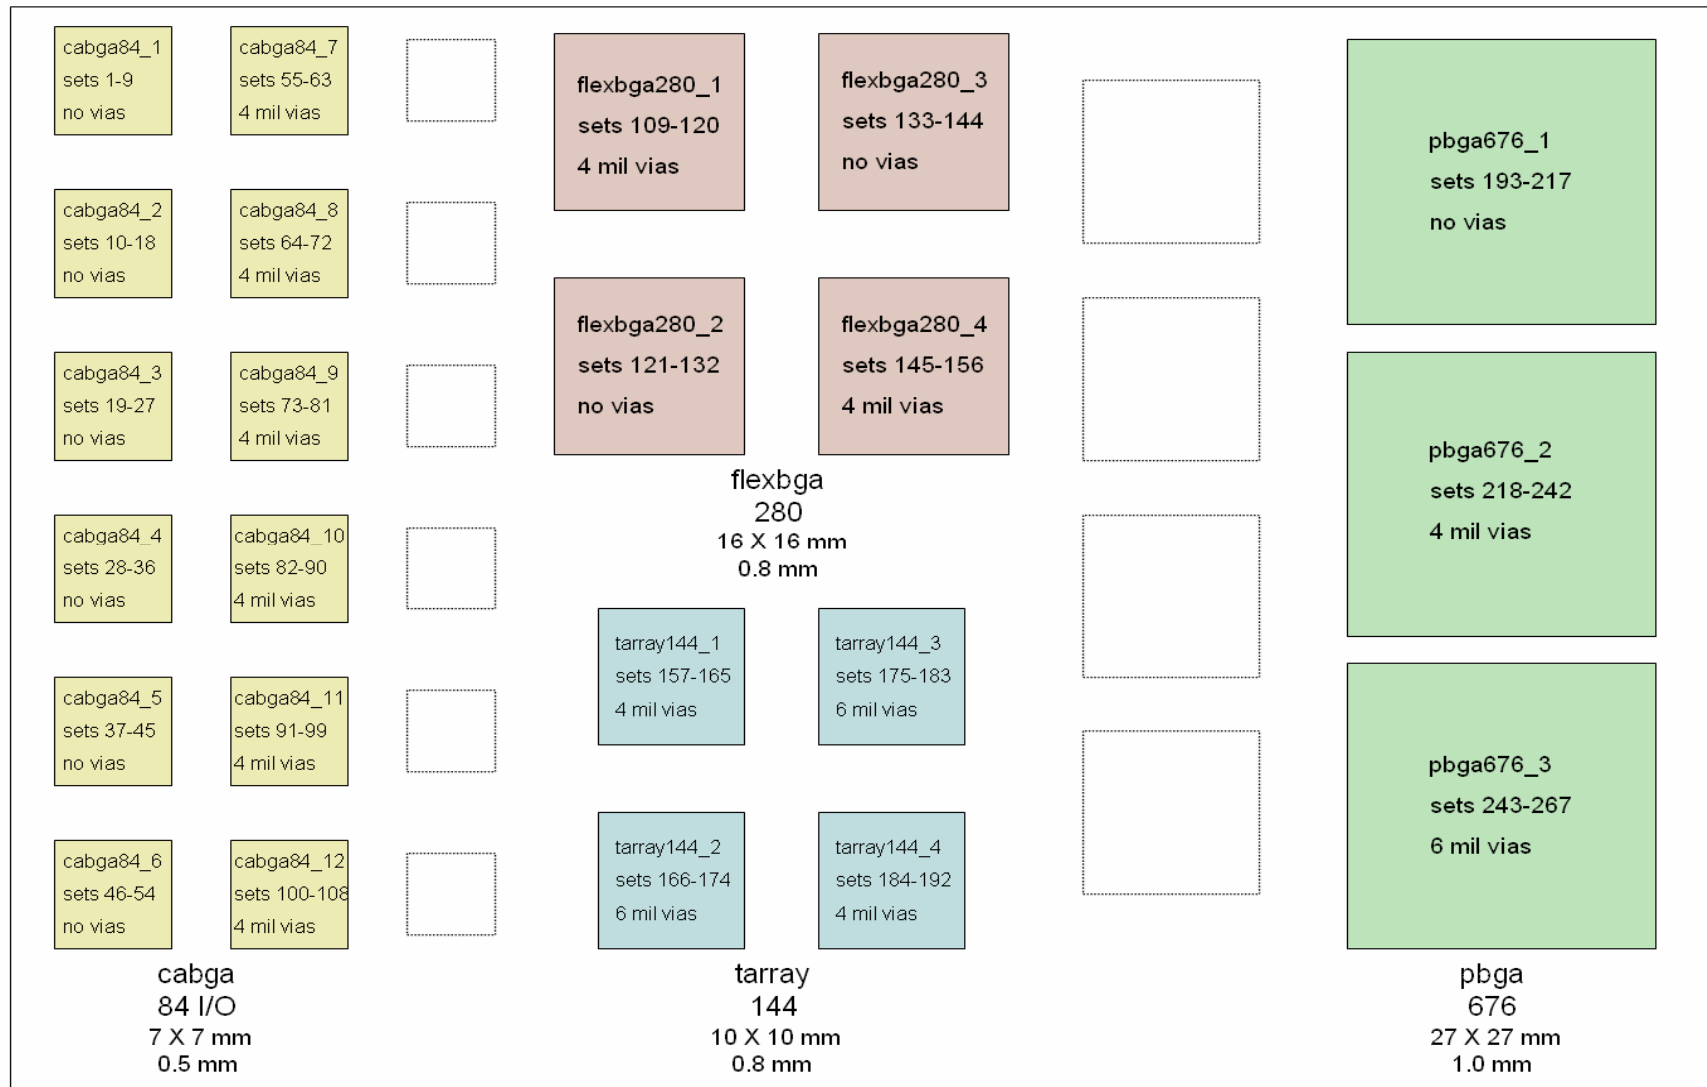 cabga84_1
sets 1-9
no vias
cabga84_7
sets 55-63
4 mil vias
cabga84_2
sets 10-18
no vias
cabga84_8
sets 64-72
4 mil vias
cabga84_3
sets 19-27
no vias
cabga84_9
sets 73-81
4 mil vias
cabga84_4
sets 28-36
no vias
cabga84_10
sets 82-90
4 mil vias
cabga84_5
sets 37-45
no vias
cabga84_11
sets 91-99
4 mil vias
cabga84_6
sets 46-54
no vias
cabga84_12
sets 100-108
4 mil vias
cabga
84 I/O
7 X 7 mm
0.5 mm
flexbga280_1
sets 109-120
4 mil vias
flexbga280_3
sets 133-144
no vias
flexbga280_2
sets 121-132
no vias
flexbga280_4
sets 145-156
4 mil vias
flexbga
280
16 X 16 mm
0.8 mm
tarray144_1
sets 157-165
4 mil vias
tarray144_3
sets 175-183
6 mil vias
tarray144_2
sets 166-174
6 mil vias
tarray144_4
sets 184-192
4 mil vias
tarray
144
10 X 10 mm
0.8 mm
pbga676_1
sets 193-217
no vias
pbga676_2
sets 218-242
4 mil vias
pbga676_3
sets 243-267
6 mil vias
pbga
676
27 X 27 mm
1.0 mm